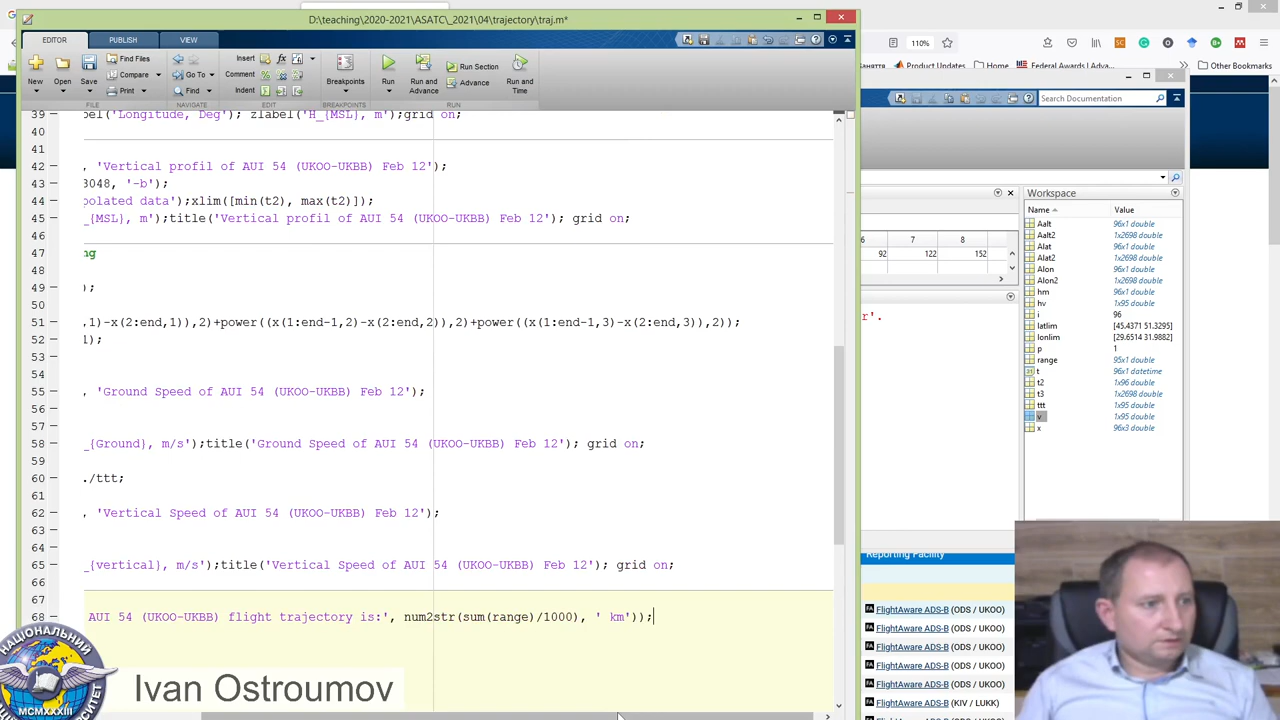 D:\teaching\2020-2021\ASATC\_2021\04\trajectory\traj.m*
EDITOR PUBLISH VIEW
New Open Save
Find Files
Compare
Print
Go To
Find
Insert
Comment
Indent
Breakpoints
Run
Run and Advance
Run Section
Advance
Run and Time
FILE NAVIGATE EDIT BREAKPOINTS RUN
39 el('Longitude, Deg'); zlabel('H_{MSL}, m');grid on;
40
41
42 , 'Vertical profil of AUI 54 (UKOO-UKBB) Feb 12');
43 3048, '-b');
44 polated data');xlim([min(t2), max(t2)]);
45 _{MSL}, m');title('Vertical profil of AUI 54 (UKOO-UKBB) Feb 12'); grid on;
46
47 ng
48
49 );
50
51 ,1)-x(2:end,1)),2)+power((x(1:end-1,2)-x(2:end,2)),2)+power((x(1:end-1,3)-x(2:end,3)),2));
52 1);
53
54
55 , 'Ground Speed of AUI 54 (UKOO-UKBB) Feb 12');
56
57
58 _{Ground}, m/s');title('Ground Speed of AUI 54 (UKOO-UKBB) Feb 12'); grid on;
59
60 ./ttt;
61
62 , 'Vertical Speed of AUI 54 (UKOO-UKBB) Feb 12');
63
64
65 _{vertical}, m/s');title('Vertical Speed of AUI 54 (UKOO-UKBB) Feb 12'); grid on;
66
67
68 AUI 54 (UKOO-UKBB) flight trajectory is:', num2str(sum(range)/1000), ' km'));
110%
Product Updates
Home
Federal Awards | Adva
Other Bookmarks
Search Documentation
6 7 8
92 122 152
r'.
Workspace
Name Value
Aalt 96x1 double
Aalt2 1x2698 double
Alat 96x1 double
Alat2 1x2698 double
Alon 96x1 double
Alon2 1x2698 double
hm 96x1 double
hv 1x95 double
i 96
latlim [45.4371 51.3295]
lonlim [29.6514 31.9882]
p 1
range 95x1 double
t 96x1 datetime
t2 1x96 double
t3 1x2698 double
ttt 1x95 double
v 1x95 double
x 96x3 double
Reporting Facility
FlightAware ADS-B (ODS / UKOO)
FlightAware ADS-B (ODS / UKOO)
FlightAware ADS-B (ODS / UKOO)
FlightAware ADS-B (ODS / UKOO)
FlightAware ADS-B (ODS / UKOO)
FlightAware ADS-B (KIV / LUKK)
НАЦІОНАЛЬНИЙ
MCMXXXIII
Ivan Ostroumov